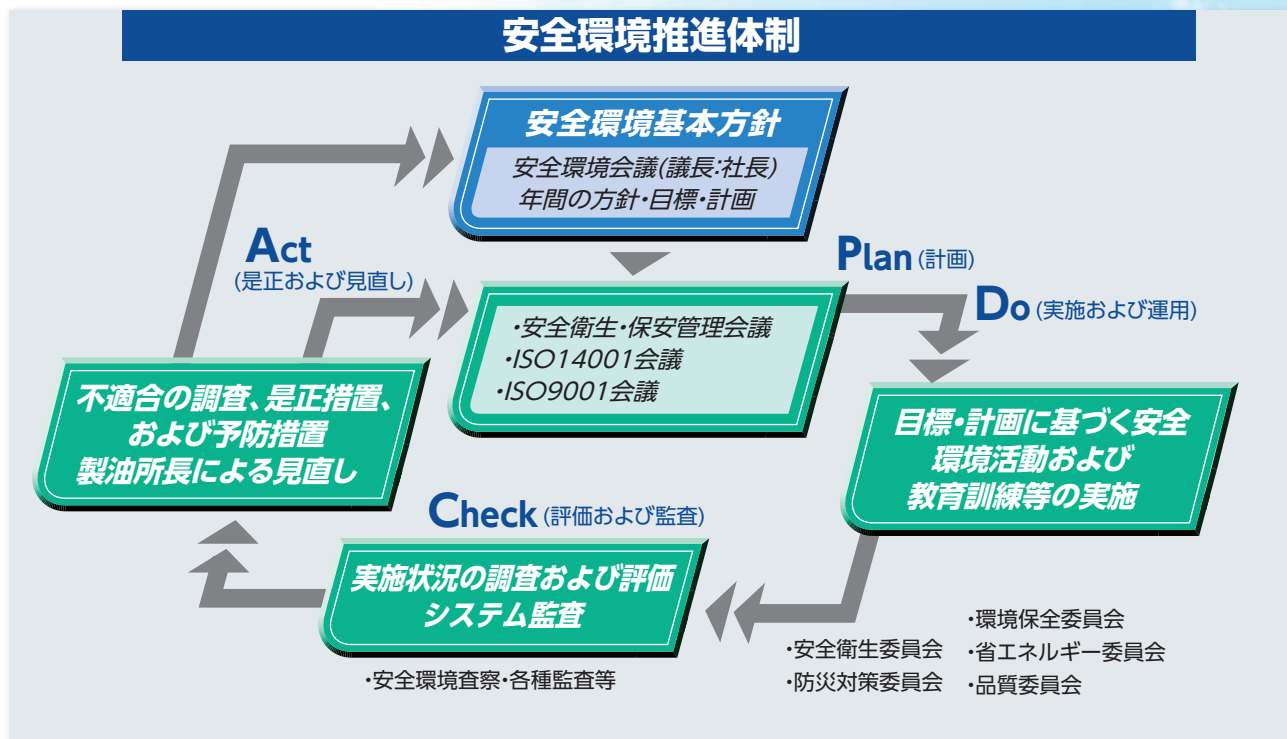 安全環境推進体制
安全環境基本方針
安全環境会議(議長:社長)
年間の方針・目標・計画
Act
(是正および見直し)
Plan (計画)
Do (実施および運用)
・安全衛生・保安管理会議
・ISO14001会議
・ISO9001会議
不適合の調査、是正措置、
および予防措置
製油所長による見直し
目標・計画に基づく安全
環境活動および
教育訓練等の実施
Check (評価および監査)
実施状況の調査および評価
システム監査
・安全環境査察・各種監査等
・安全衛生委員会
・防災対策委員会
・環境保全委員会
・省エネルギー委員会
・品質委員会